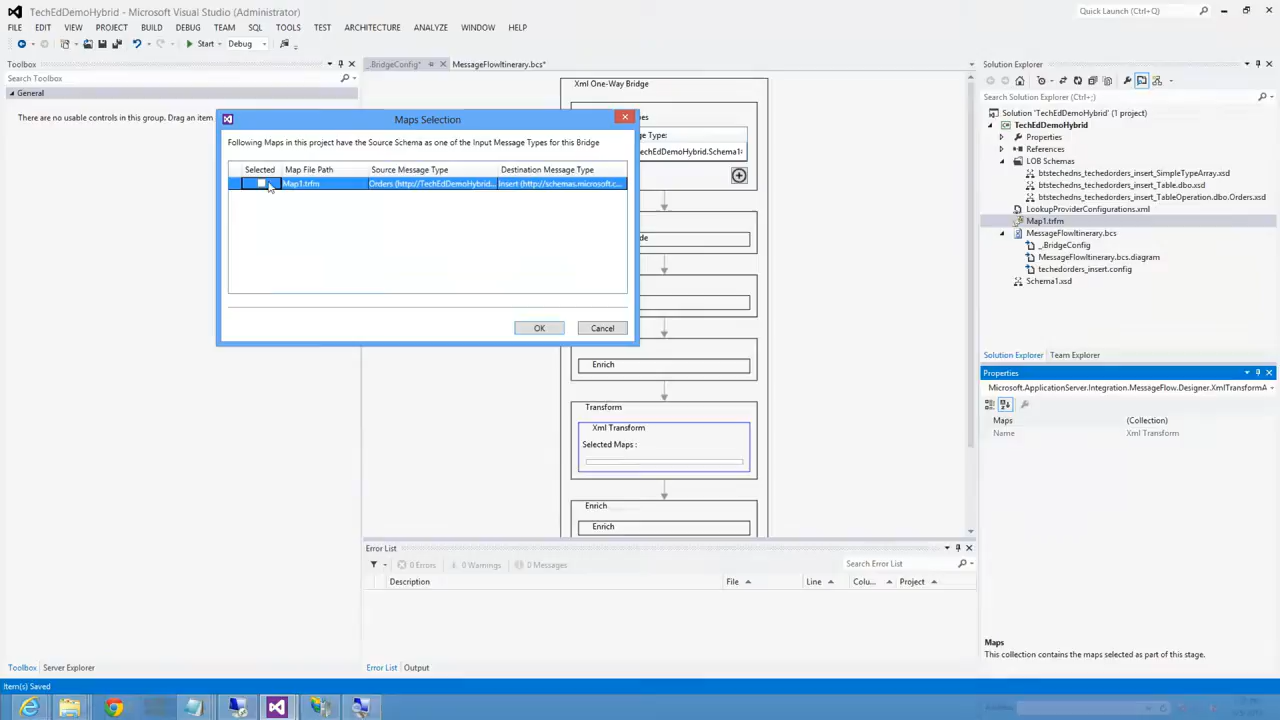 TechEdDemoHybrid - Microsoft Visual Studio (Administrator)
Quick Launch (Ctrl+Q)
FILE EDIT VIEW PROJECT BUILD DEBUG TEAM SQL TOOLS TEST ARCHITECTURE ANALYZE WINDOW HELP
Start Debug
Toolbox
Search Toolbox
General
There are no usable controls in this group. Drag an item
_.BridgeConfig*
MessageFlowItinerary.bcs*
Xml One-Way Bridge
Maps Selection
Following Maps in this project have the Source Schema as one of the Input Message Types for this Bridge
Selected Map File Path Source Message Type Destination Message Type
Map1.trfm Orders (http://TechEdDemoHybrid... Insert (http://schemas.microsoft.c...
OK Cancel
Enrich
Transform
Xml Transform
Selected Maps :
Enrich
Enrich
Error List
0 Errors 0 Warnings 0 Messages
Search Error List
Description File Line Colu... Project
Error List Output
Toolbox Server Explorer
Solution Explorer
Search Solution Explorer (Ctrl+;)
Solution 'TechEdDemoHybrid' (1 project)
TechEdDemoHybrid
Properties
References
LOB Schemas
btstechedns_techedorders_insert_SimpleTypeArray.xsd
btstechedns_techedorders_insert_Table.dbo.xsd
btstechedns_techedorders_insert_TableOperation.dbo.Orders.xsd
LookupProviderConfigurations.xml
Map1.trfm
MessageFlowItinerary.bcs
_.BridgeConfig
MessageFlowItinerary.bcs.diagram
techedorders_insert.config
Schema1.xsd
Solution Explorer Team Explorer
Properties
Microsoft.ApplicationServer.Integration.MessageFlow.Designer.XmlTransformA
Maps (Collection)
Name Xml Transform
Maps
This collection contains the maps selected as part of this stage.
Item(s) Saved